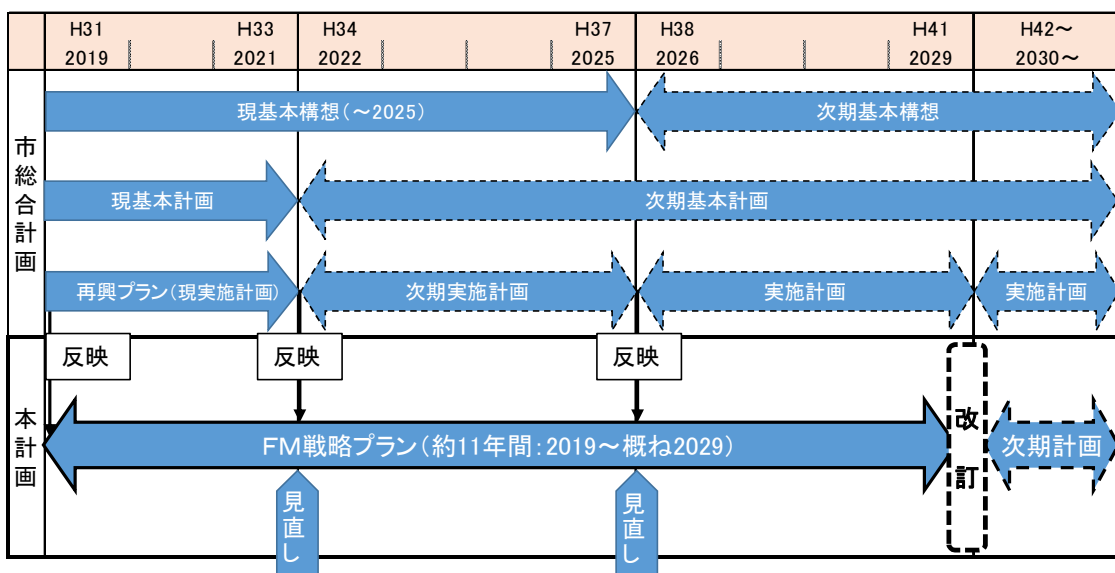 H31 H33 H34 H37 H38 H41 H42～
2019 2021 2022 2025 2026 2029 2030～
市総合計画
現基本構想（～2025） 次期基本構想
現基本計画 次期基本計画
再興プラン（現実施計画） 次期実施計画 実施計画 実施計画
反映 反映 反映
本計画
FM戦略プラン（約11年間：2019～概ね2029） 改訂 次期計画
見直し 見直し